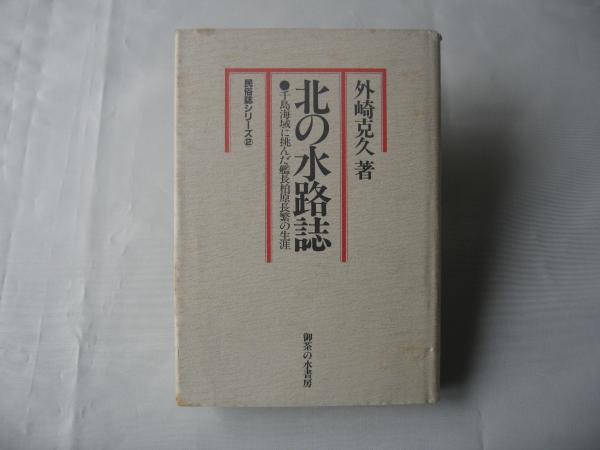 外崎克久 著
北の水路誌
●千島海域に挑んだ艦長柏原長繁の生涯
民俗誌シリーズ②
御茶の水書房